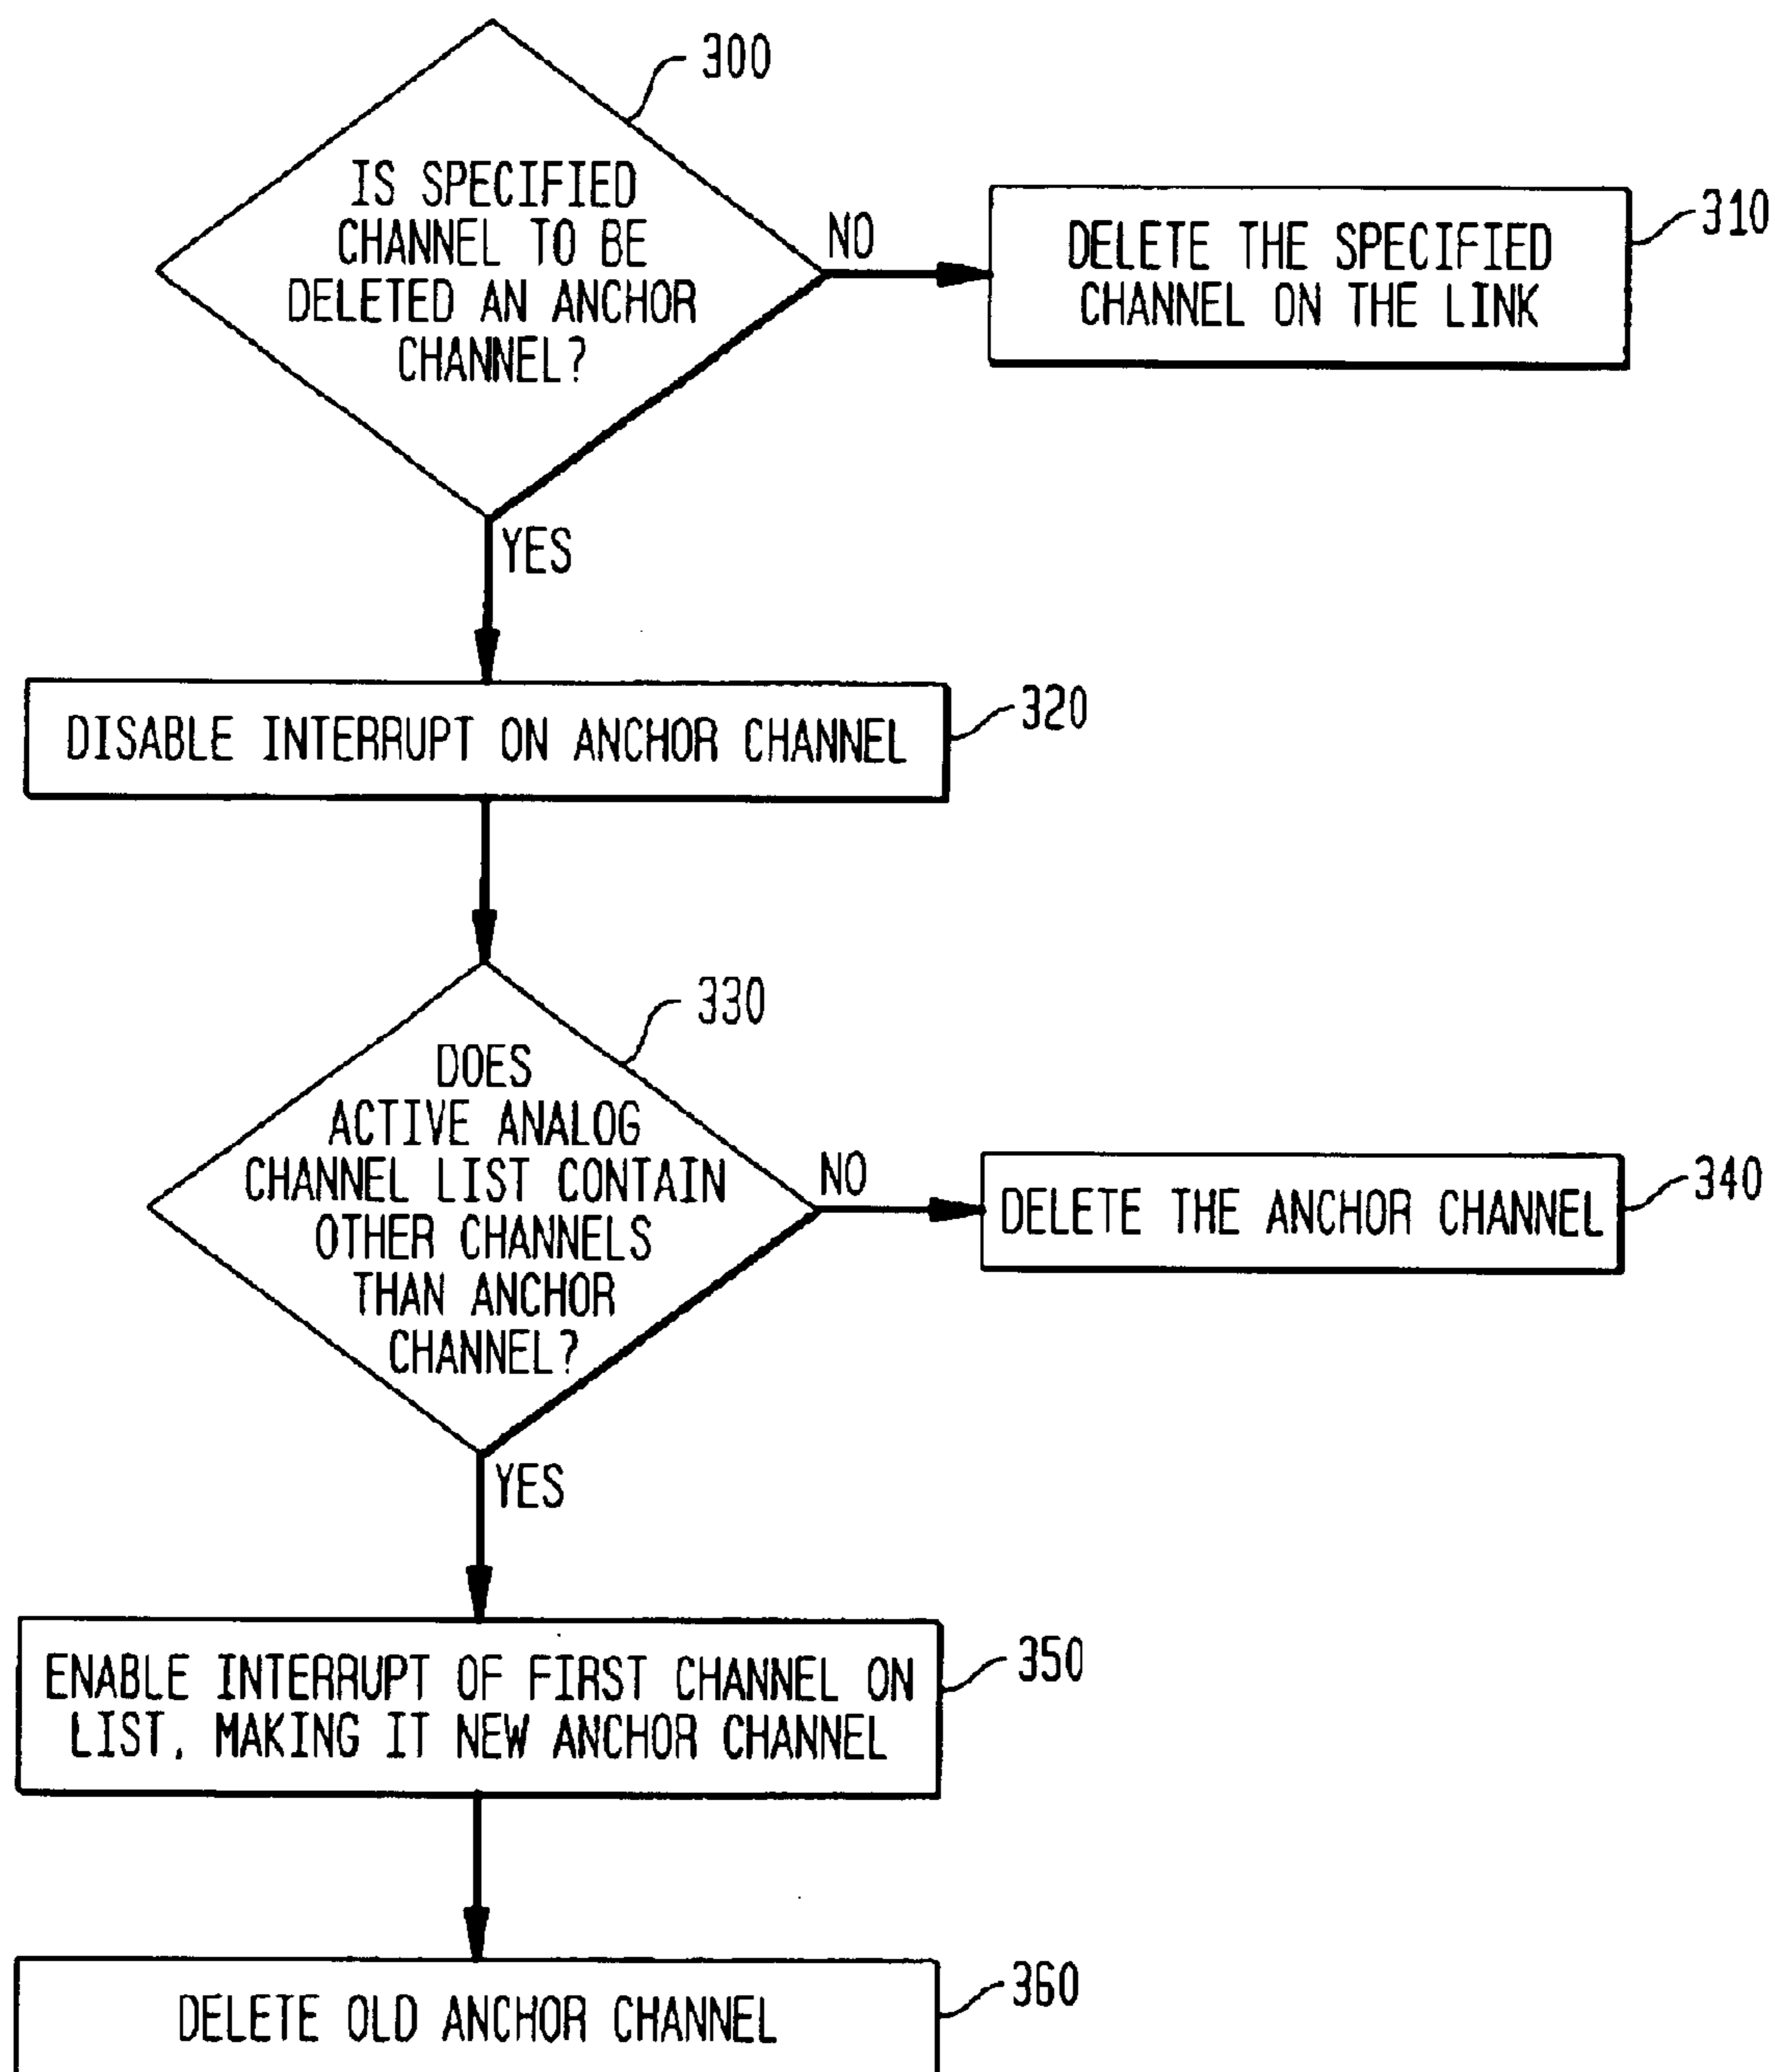 300
IS SPECIFIED
CHANNEL TO BE
DELETED AN ANCHOR
CHANNEL?
NO
DELETE THE SPECIFIED
CHANNEL ON THE LINK
310
YES
DISABLE INTERRUPT ON ANCHOR CHANNEL
320
330
DOES
ACTIVE ANALOG
CHANNEL LIST CONTAIN
OTHER CHANNELS
THAN ANCHOR
CHANNEL?
NO
DELETE THE ANCHOR CHANNEL
340
YES
ENABLE INTERRUPT OF FIRST CHANNEL ON
LIST, MAKING IT NEW ANCHOR CHANNEL
350
DELETE OLD ANCHOR CHANNEL
360